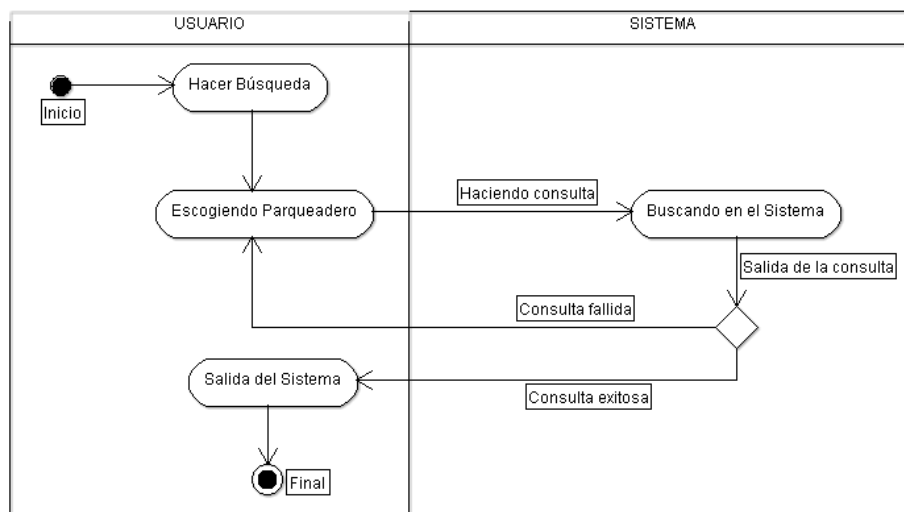 USUARIO
SISTEMA
Hacer Búsqueda
Inicio
Haciendo consulta
Escogiendo Parqueadero
Buscando en el Sistema
Salida de la consulta
Consulta fallida
Salida del Sistema
Consulta exitosa
Final